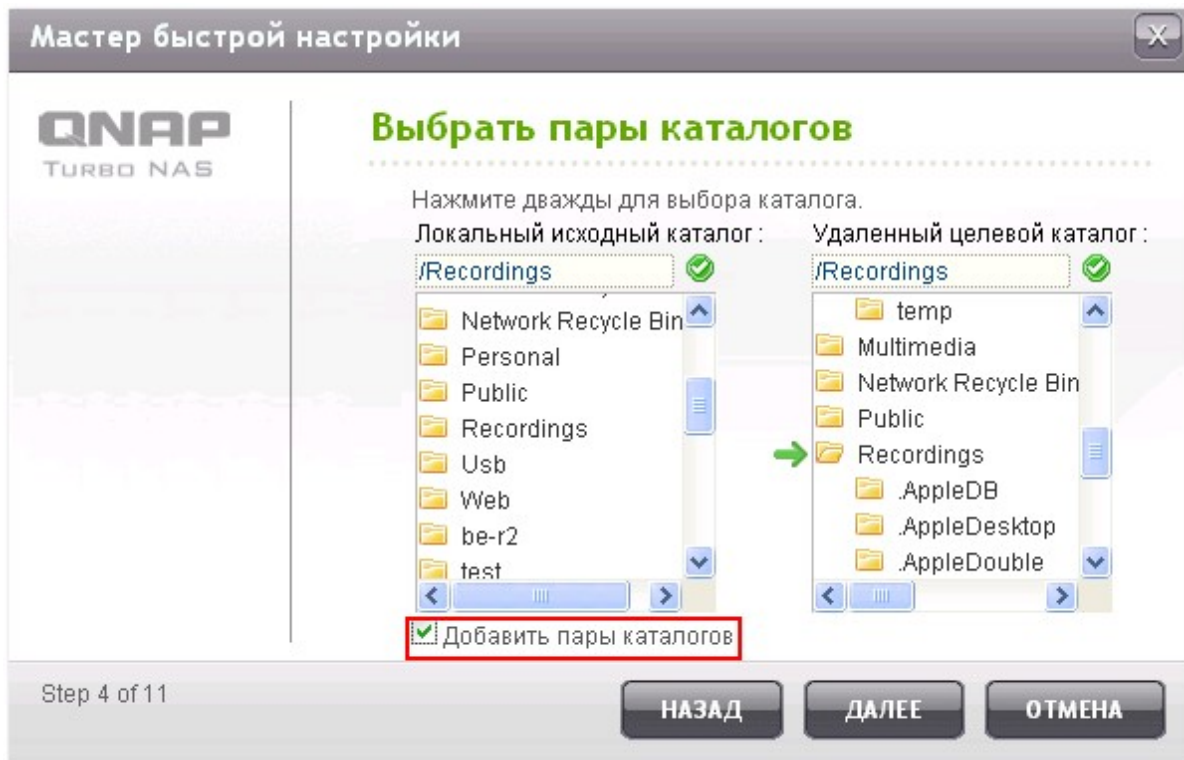 Мастер быстрой настройки
X
QNAP
TURBO NAS
Выбрать пары каталогов
Нажмите дважды для выбора каталога.
Локальный исходный каталог :
/Recordings
Network Recycle Bin
Personal
Public
Recordings
Usb
Web
be-r2
test
Удаленный целевой каталог :
/Recordings
temp
Multimedia
Network Recycle Bin
Public
Recordings
.AppleDB
.AppleDesktop
.AppleDouble
Добавить пары каталогов
Step 4 of 11
НАЗАД
ДАЛЕЕ
ОТМЕНА